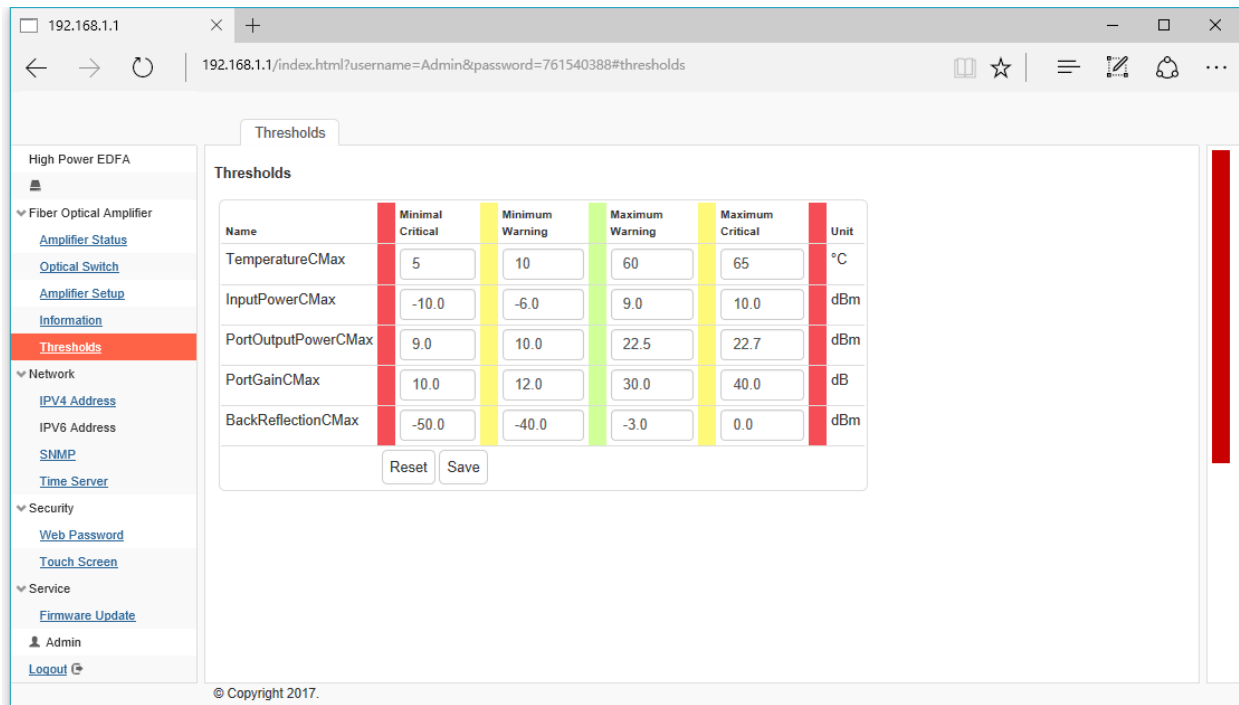 192.168.1.1
192.168.1.1/index.html?username=Admin&password=761540388#thresholds
Thresholds
High Power EDFA
Fiber Optical Amplifier
Amplifier Status
Optical Switch
Amplifier Setup
Information
Thresholds
Network
IPV4 Address
IPV6 Address
SNMP
Time Server
Security
Web Password
Touch Screen
Service
Firmware Update
Admin
Logout
Thresholds
Name Minimal Critical Minimum Warning Maximum Warning Maximum Critical Unit
TemperatureCMax 5 10 60 65 °C
InputPowerCMax -10.0 -6.0 9.0 10.0 dBm
PortOutputPowerCMax 9.0 10.0 22.5 22.7 dBm
PortGainCMax 10.0 12.0 30.0 40.0 dB
BackReflectionCMax -50.0 -40.0 -3.0 0.0 dBm
Reset Save
© Copyright 2017.